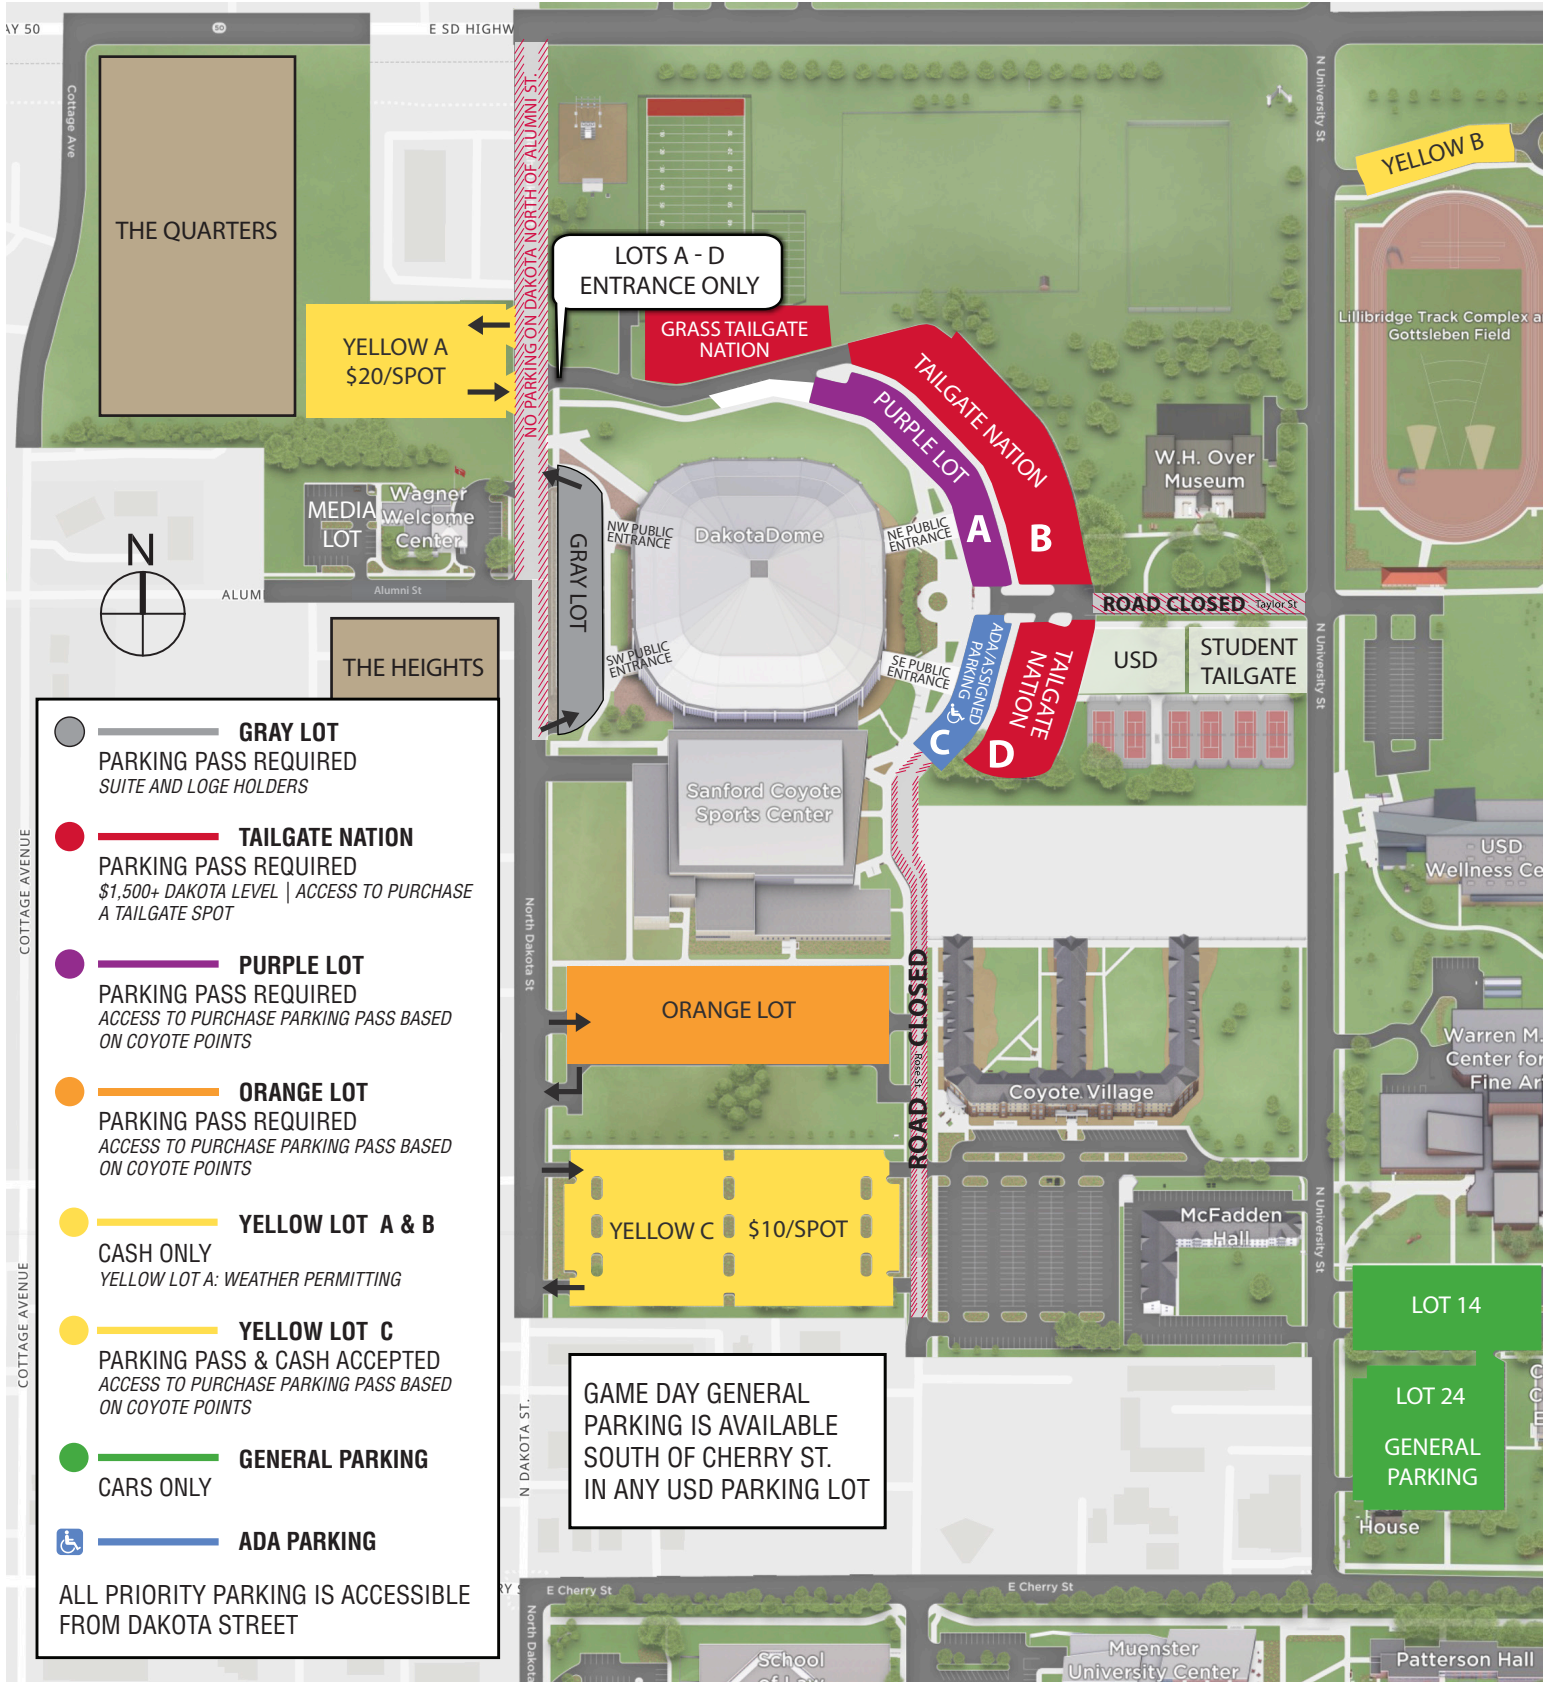 AY 50
50
E SD HIGHW
Cottage Ave
THE QUARTERS
NO PARKING ON DAKOTA NORTH OF ALUMNI ST.
N University St
YELLOW B
LOTS A - D
ENTRANCE ONLY
GRASS TAILGATE
NATION
YELLOW A
$20/SPOT
Lillibridge Track Complex a
Gottsleben Field
TAILGATE NATION
B
PURPLE LOT
A
W.H. Over
Museum
MEDIA
LOT
Wagner
Welcome
Center
N
GRAY LOT
NW PUBLIC
ENTRANCE
DakotaDome
NE PUBLIC
ENTRANCE
Alumni St
ALUM
ROAD CLOSED Taylor St
THE HEIGHTS
SW PUBLIC
ENTRANCE
SE PUBLIC
ENTRANCE
ADA/ASSIGNED
PARKING
C
TAILGATE
NATION
D
USD
STUDENT
TAILGATE
N University St
Sanford Coyote
Sports Center
USD
Wellness Ce
GRAY LOT
PARKING PASS REQUIRED
SUITE AND LOGE HOLDERS
TAILGATE NATION
PARKING PASS REQUIRED
$1,500+ DAKOTA LEVEL | ACCESS TO PURCHASE
A TAILGATE SPOT
PURPLE LOT
PARKING PASS REQUIRED
ACCESS TO PURCHASE PARKING PASS BASED
ON COYOTE POINTS
ORANGE LOT
PARKING PASS REQUIRED
ACCESS TO PURCHASE PARKING PASS BASED
ON COYOTE POINTS
YELLOW LOT A & B
CASH ONLY
YELLOW LOT A: WEATHER PERMITTING
YELLOW LOT C
PARKING PASS & CASH ACCEPTED
ACCESS TO PURCHASE PARKING PASS BASED
ON COYOTE POINTS
GENERAL PARKING
CARS ONLY
ADA PARKING
ALL PRIORITY PARKING IS ACCESSIBLE
FROM DAKOTA STREET
COTTAGE AVENUE
COTTAGE AVENUE
North Dakota St
ORANGE LOT
ROAD CLOSED
Rose St
Coyote Village
Warren M.
Center for
Fine Ar
YELLOW C
$10/SPOT
McFadden
Hall
N University St
LOT 14
LOT 24
GENERAL
PARKING
House
N DAKOTA ST.
GAME DAY GENERAL
PARKING IS AVAILABLE
SOUTH OF CHERRY ST.
IN ANY USD PARKING LOT
E Cherry St
E Cherry St
North Dakota
School
of Law
Muenster
University Center
Patterson Hall